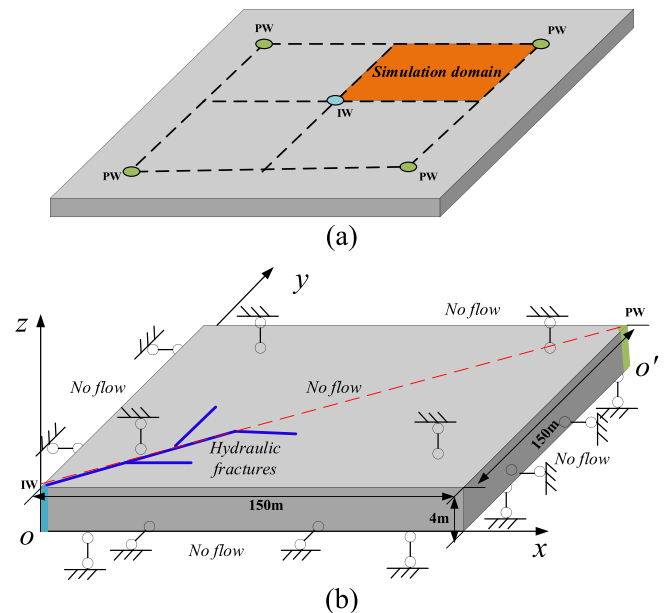 PW
PW
Simulation domain
IW
PW
PW
(a)
y
z
No flow
PW
o'
No flow
No flow
Hydraulic
fractures
150m
No flow
IW
150m
4m
o
No flow
x
(b)